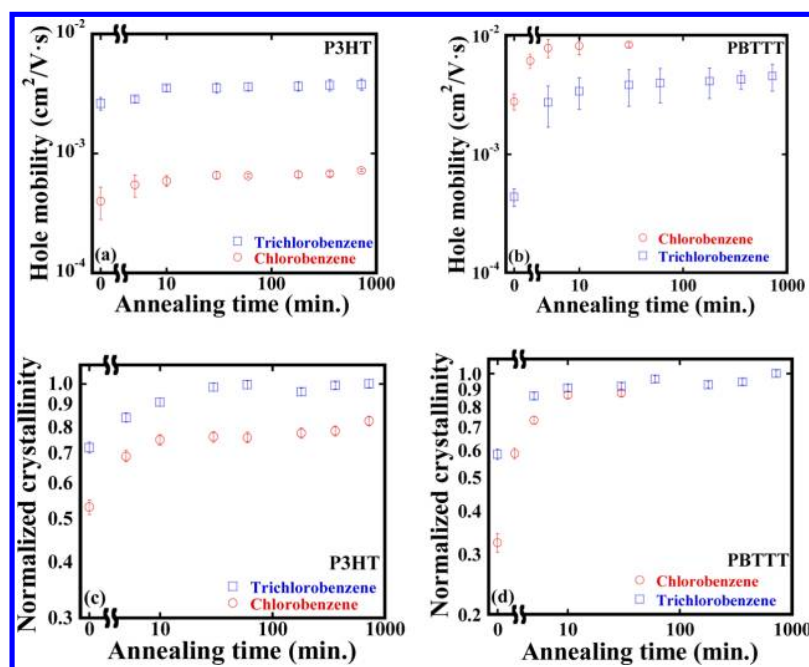 10⁻²
P3HT
Hole mobility (cm²/V·s)
10⁻³
(a)
Trichlorobenzene
Chlorobenzene
10⁻⁴
0 10 100 1000
Annealing time (min.)
10⁻²
PBTTT
Hole mobility (cm²/V·s)
10⁻³
(b)
Chlorobenzene
Trichlorobenzene
10⁻⁴
0 10 100 1000
Annealing time (min.)
Normalized crystallinity
1.0
0.9
0.8
0.7
0.6
0.5
0.4
0.3
P3HT
(c)
Trichlorobenzene
Chlorobenzene
0 10 100 1000
Annealing time (min.)
Normalized crystallinity
1.0
0.9
0.8
0.7
0.6
0.5
0.4
0.3
0.2
PBTTT
(d)
Chlorobenzene
Trichlorobenzene
0 10 100 1000
Annealing time (min.)